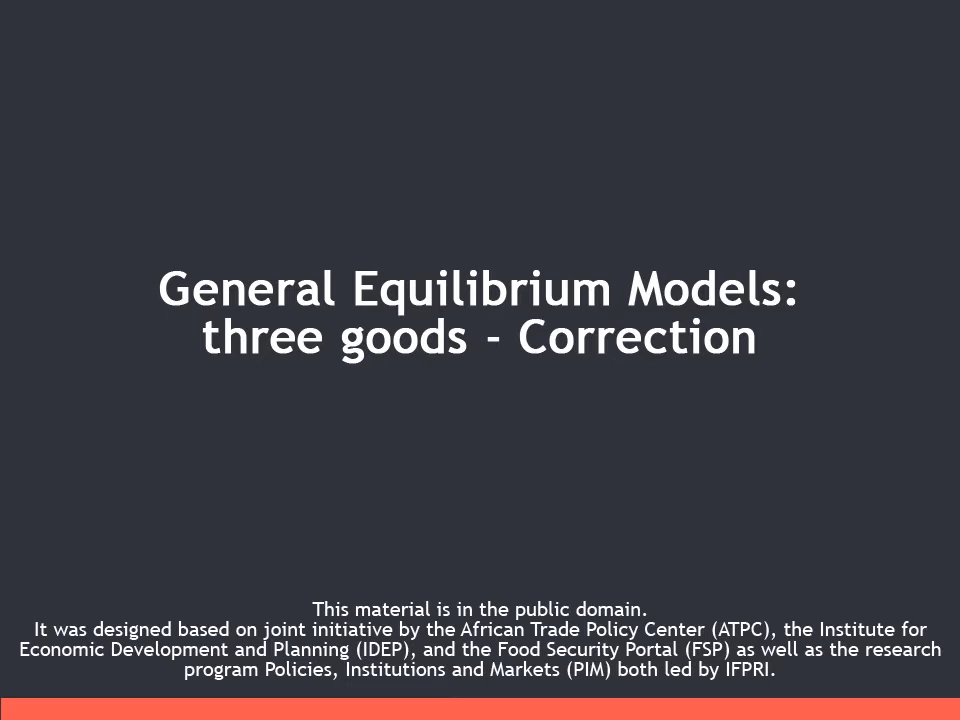 General Equilibrium Models:
three goods - Correction
This material is in the public domain.
It was designed based on joint initiative by the African Trade Policy Center (ATPC), the Institute for
Economic Development and Planning (IDEP), and the Food Security Portal (FSP) as well as the research
program Policies, Institutions and Markets (PIM) both led by IFPRI.